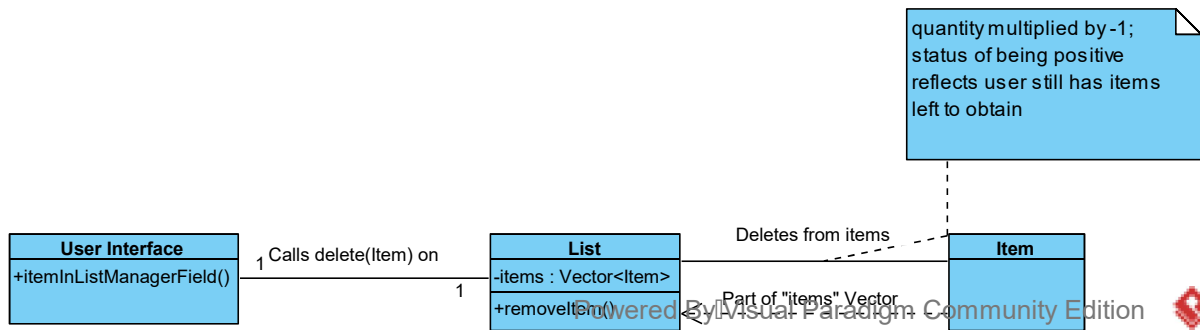 quantity multiplied by -1;
status of being positive
reflects user still has items
left to obtain
User Interface
+itemInListManagerField()
1
Calls delete(Item) on
1
List
-items : Vector<Item>
+removeItem()
Deletes from items
Part of "items" Vector
Item
Powered By Visual Paradigm Community Edition